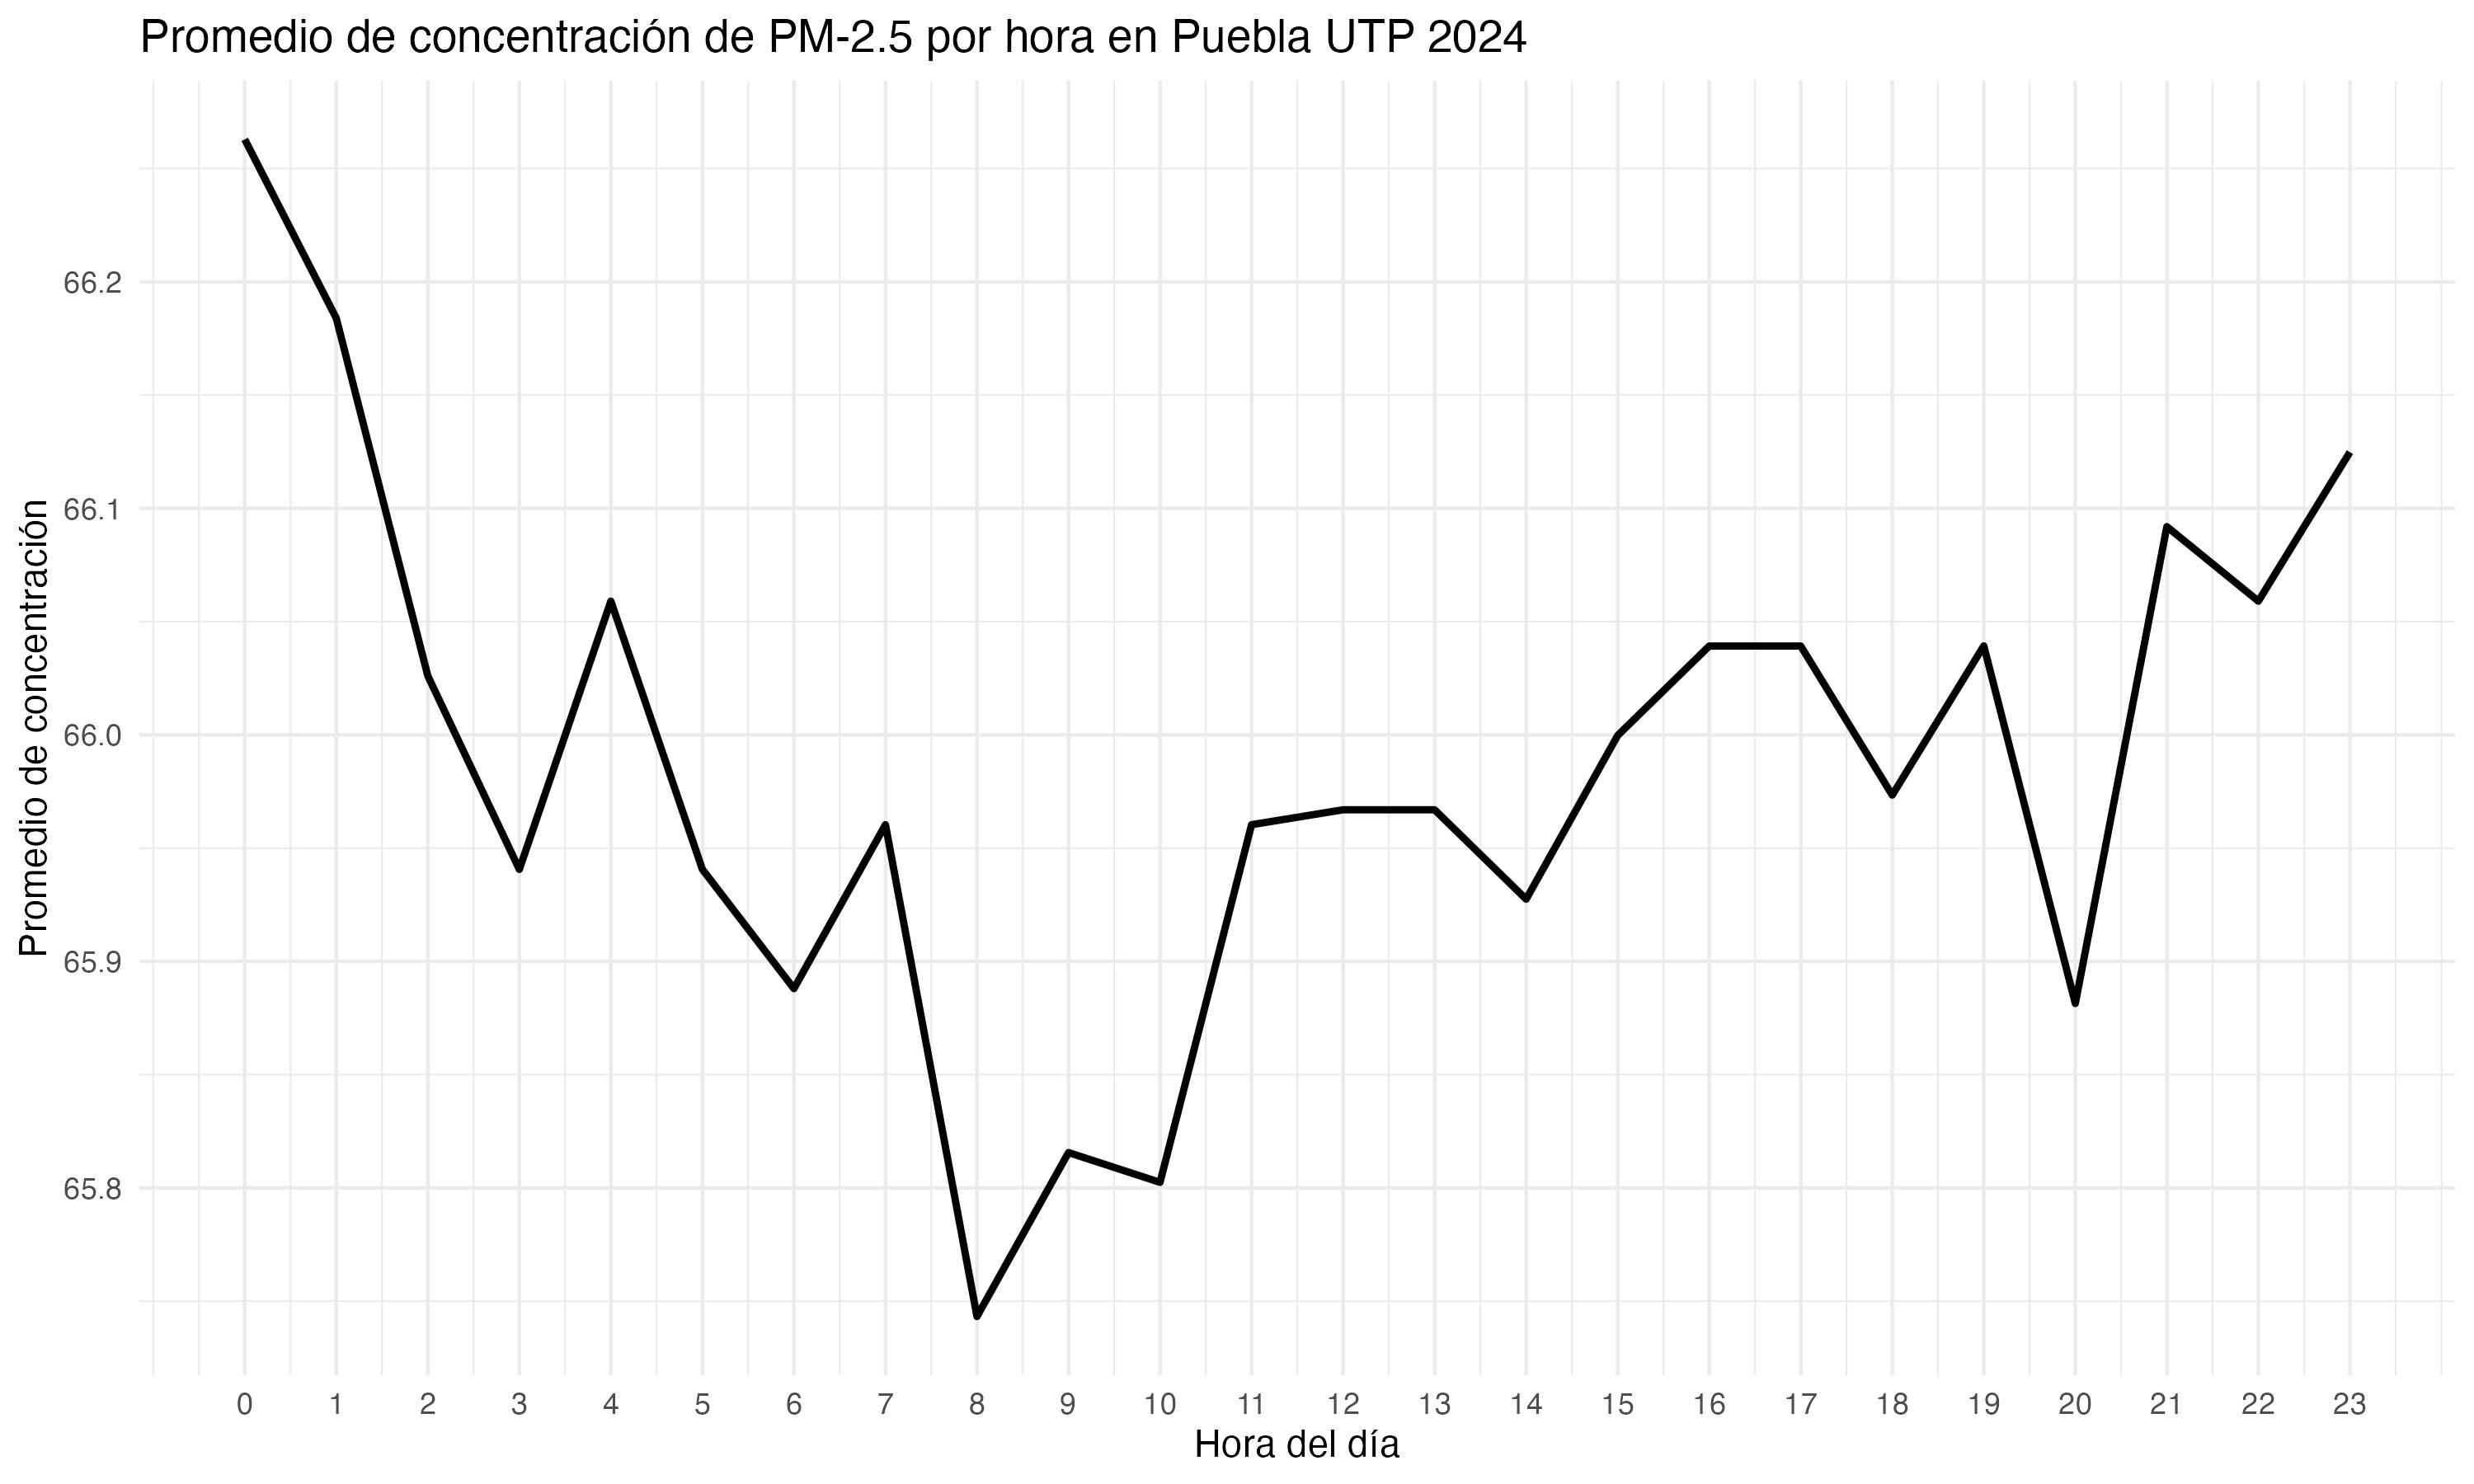 Promedio de concentración de PM-2.5 por hora en Puebla UTP 2024
Promedio de concentración
66.2
66.1
66.0
65.9
65.8
0 1 2 3 4 5 6 7 8 9 10 11 12 13 14 15 16 17 18 19 20 21 22 23
Hora del día